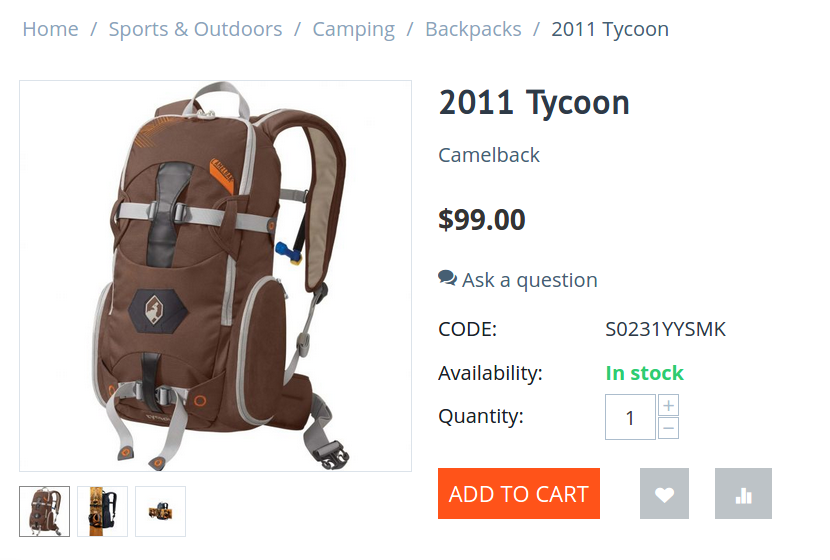 Home / Sports & Outdoors / Camping / Backpacks / 2011 Tycoon
2011 Tycoon
Camelback
$99.00
Ask a question
CODE: S0231YYSMK
Availability: In stock
Quantity: 1 + −
ADD TO CART